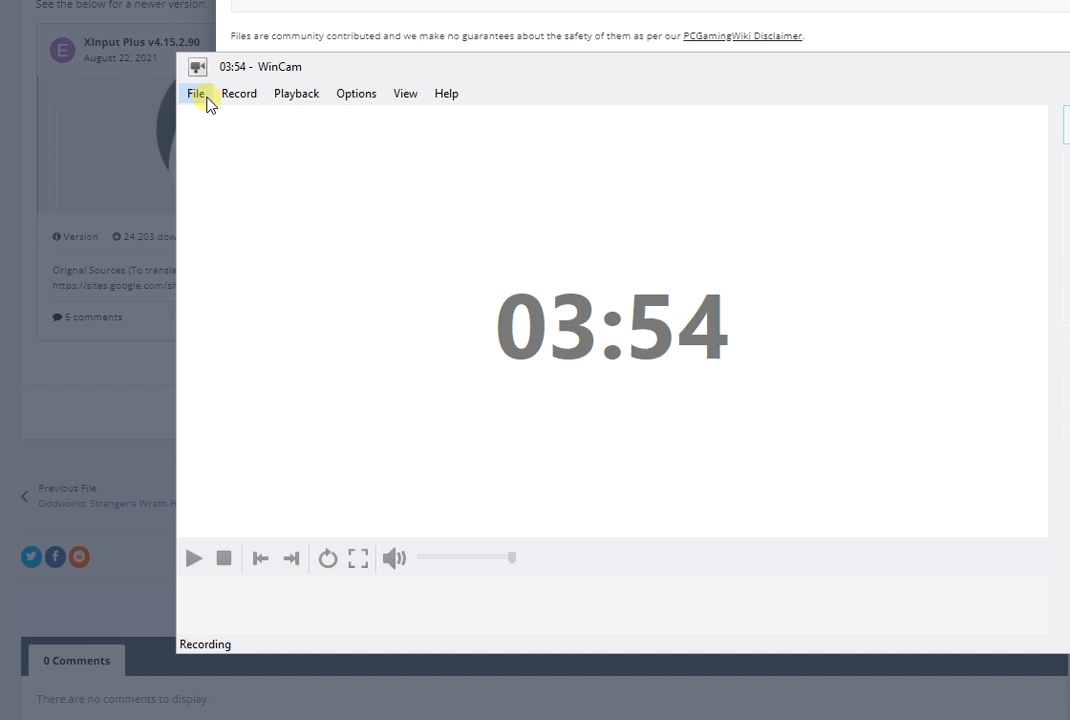 See the below for a newer version.
E
XInput Plus v4.15.2.90
August 22, 2021
Version
24,203 dow
Orignal Sources (To transla
https://sites.google.com/si
5 comments
Previous File
Oddworld: Stranger's Wrath H
0 Comments
There are no comments to display.
Files are community contributed and we make no guarantees about the safety of them as per our PCGamingWiki Disclaimer.
03:54 - WinCam
File Record Playback Options View Help
03:54
Recording